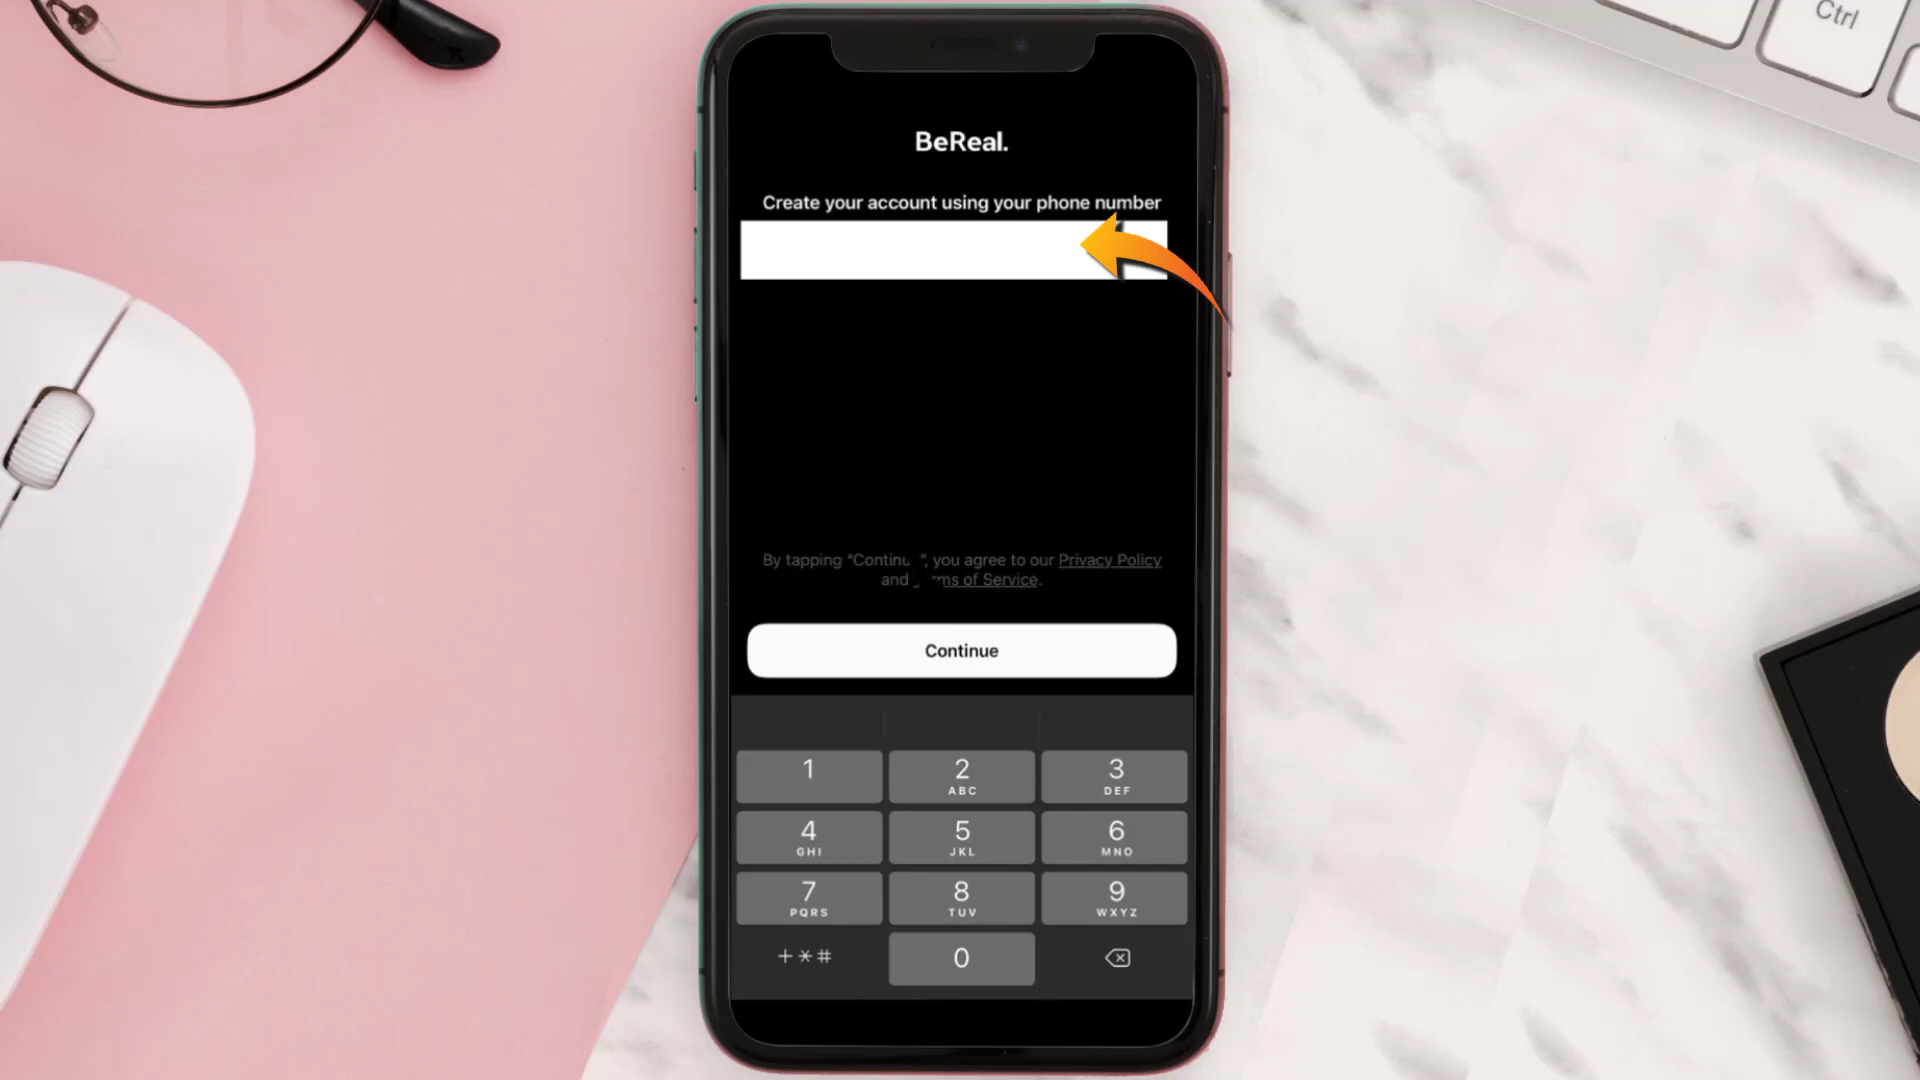 Ctrl
BeReal.
Create your account using your phone number
By tapping “Continu ”, you agree to our Privacy Policy
and ms of Service.
Continue
1 2 3
ABC DEF
4 5 6
GHI JKL MNO
7 8 9
PQRS TUV WXYZ
+*# 0